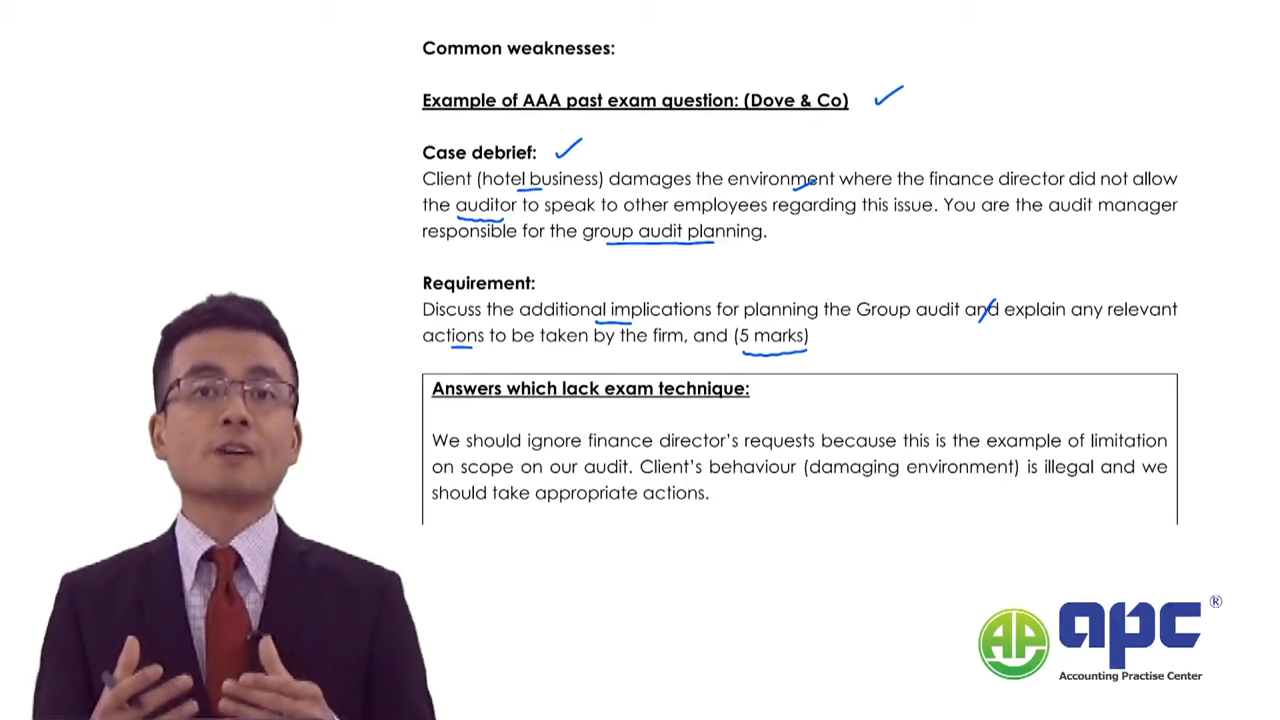 Common weaknesses:
Example of AAA past exam question: (Dove & Co)
Case debrief:
Client (hotel business) damages the environment where the finance director did not allow
the auditor to speak to other employees regarding this issue. You are the audit manager
responsible for the group audit planning.
Requirement:
Discuss the additional implications for planning the Group audit and explain any relevant
actions to be taken by the firm, and (5 marks)
Answers which lack exam technique:
We should ignore finance director’s requests because this is the example of limitation
on scope on our audit. Client’s behaviour (damaging environment) is illegal and we
should take appropriate actions.
AP
apc ®
Accounting Practise Center